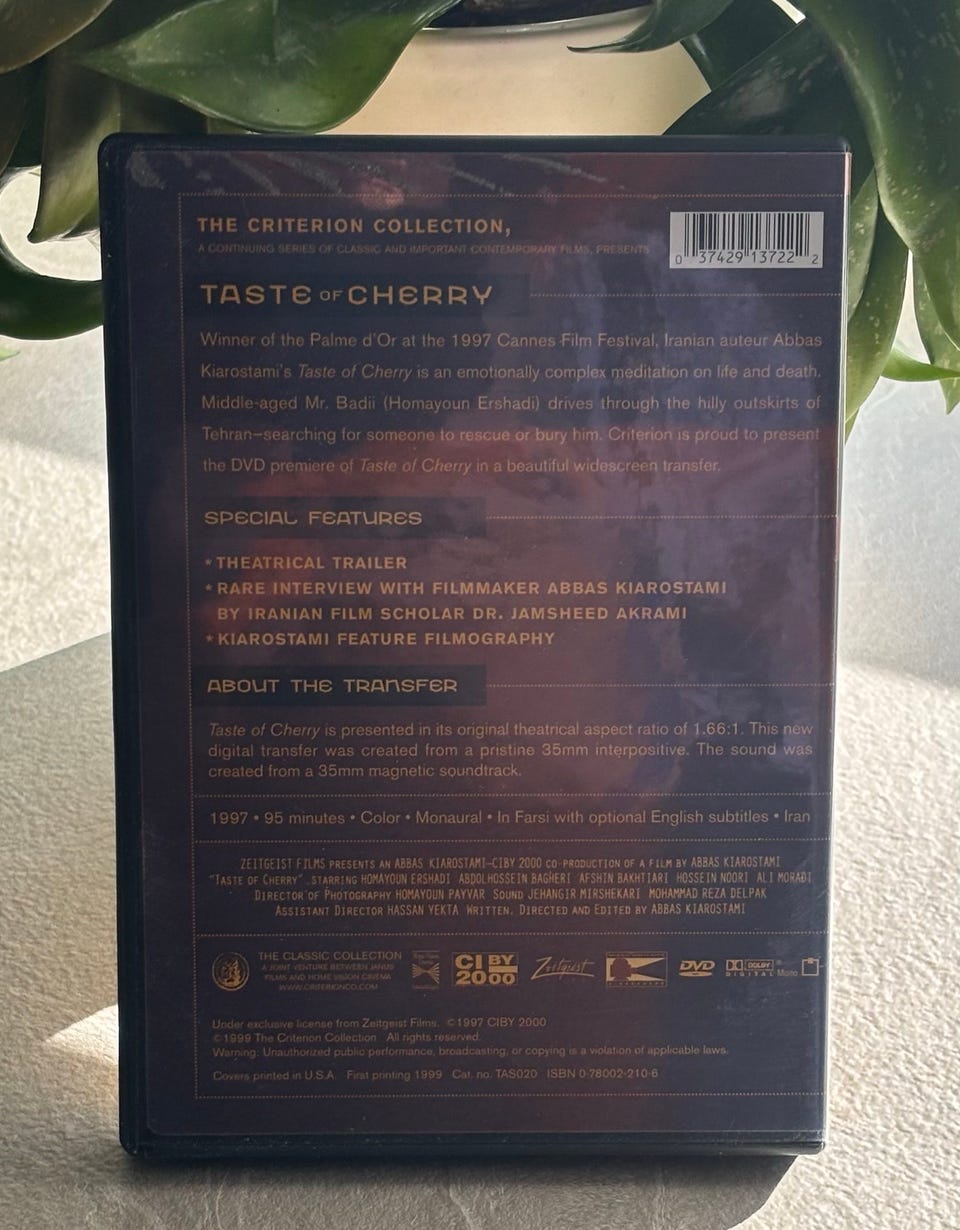 THE CRITERION COLLECTION,
A CONTINUING SERIES OF CLASSIC AND IMPORTANT CONTEMPORARY FILMS, PRESENTS
0 37429 13722 2
TASTE OF CHERRY
Winner of the Palme d'Or at the 1997 Cannes Film Festival, Iranian auteur Abbas
Kiarostami's Taste of Cherry is an emotionally complex meditation on life and death.
Middle-aged Mr. Badii (Homayoun Ershadi) drives through the hilly outskirts of
Tehran—searching for someone to rescue or bury him. Criterion is proud to present
the DVD premiere of Taste of Cherry in a beautiful widescreen transfer.
SPECIAL FEATURES
* THEATRICAL TRAILER
* RARE INTERVIEW WITH FILMMAKER ABBAS KIAROSTAMI
BY IRANIAN FILM SCHOLAR DR. JAMSHEED AKRAMI
* KIAROSTAMI FEATURE FILMOGRAPHY
ABOUT THE TRANSFER
Taste of Cherry is presented in its original theatrical aspect ratio of 1.66:1. This new
digital transfer was created from a pristine 35mm interpositive. The sound was
created from a 35mm magnetic soundtrack.
1997 • 95 minutes • Color • Monaural • In Farsi with optional English subtitles • Iran
ZEITGEIST FILMS PRESENTS AN ABBAS KIAROSTAMI–CIBY 2000 CO-PRODUCTION OF A FILM BY ABBAS KIAROSTAMI
"TASTE OF CHERRY" STARRING HOMAYOUN ERSHADI ABDOLHOSSEIN BAGHERI AFSHIN BAKHTIARI HOSSEIN NOORI ALI MORADI
DIRECTOR OF PHOTOGRAPHY HOMAYOUN PAYVAR SOUND JEHANGIR MIRSHEKARI MOHAMMAD REZA DELPAK
ASSISTANT DIRECTOR HASSAN YEKTA WRITTEN, DIRECTED AND EDITED BY ABBAS KIAROSTAMI
THE CLASSIC COLLECTION
A JOINT VENTURE BETWEEN JANUS
FILMS AND HOME VISION CINEMA
WWW.CRITERIONCO.COM
CIBY 2000
Zeitgeist
DVD
DOLBY DIGITAL Mono
Under exclusive license from Zeitgeist Films. ©1997 CIBY 2000
©1999 The Criterion Collection All rights reserved.
Warning: Unauthorized public performance, broadcasting, or copying is a violation of applicable laws.
Covers printed in U.S.A. First printing 1999 Cat. no. TAS020 ISBN 0-78002-210-6